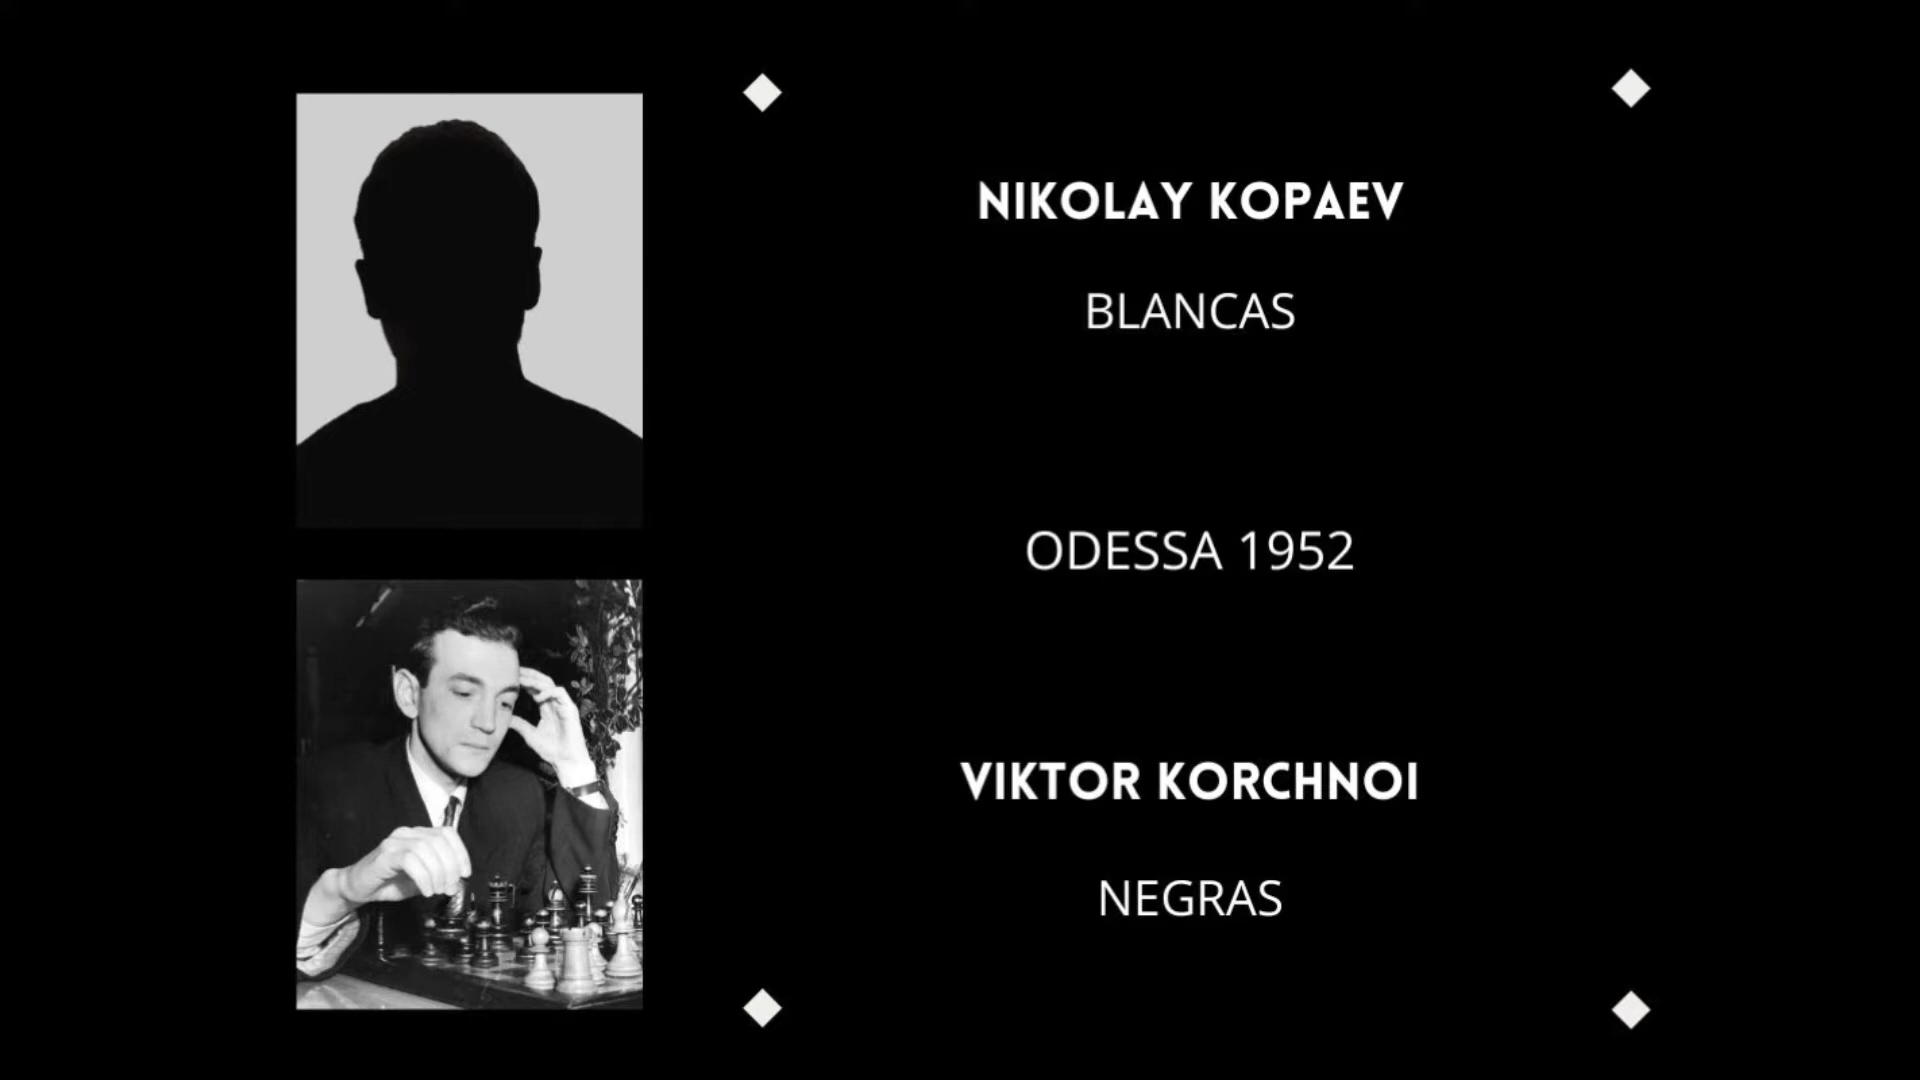 NIKOLAY KOPAEV
BLANCAS
ODESSA 1952
VIKTOR KORCHNOI
NEGRAS